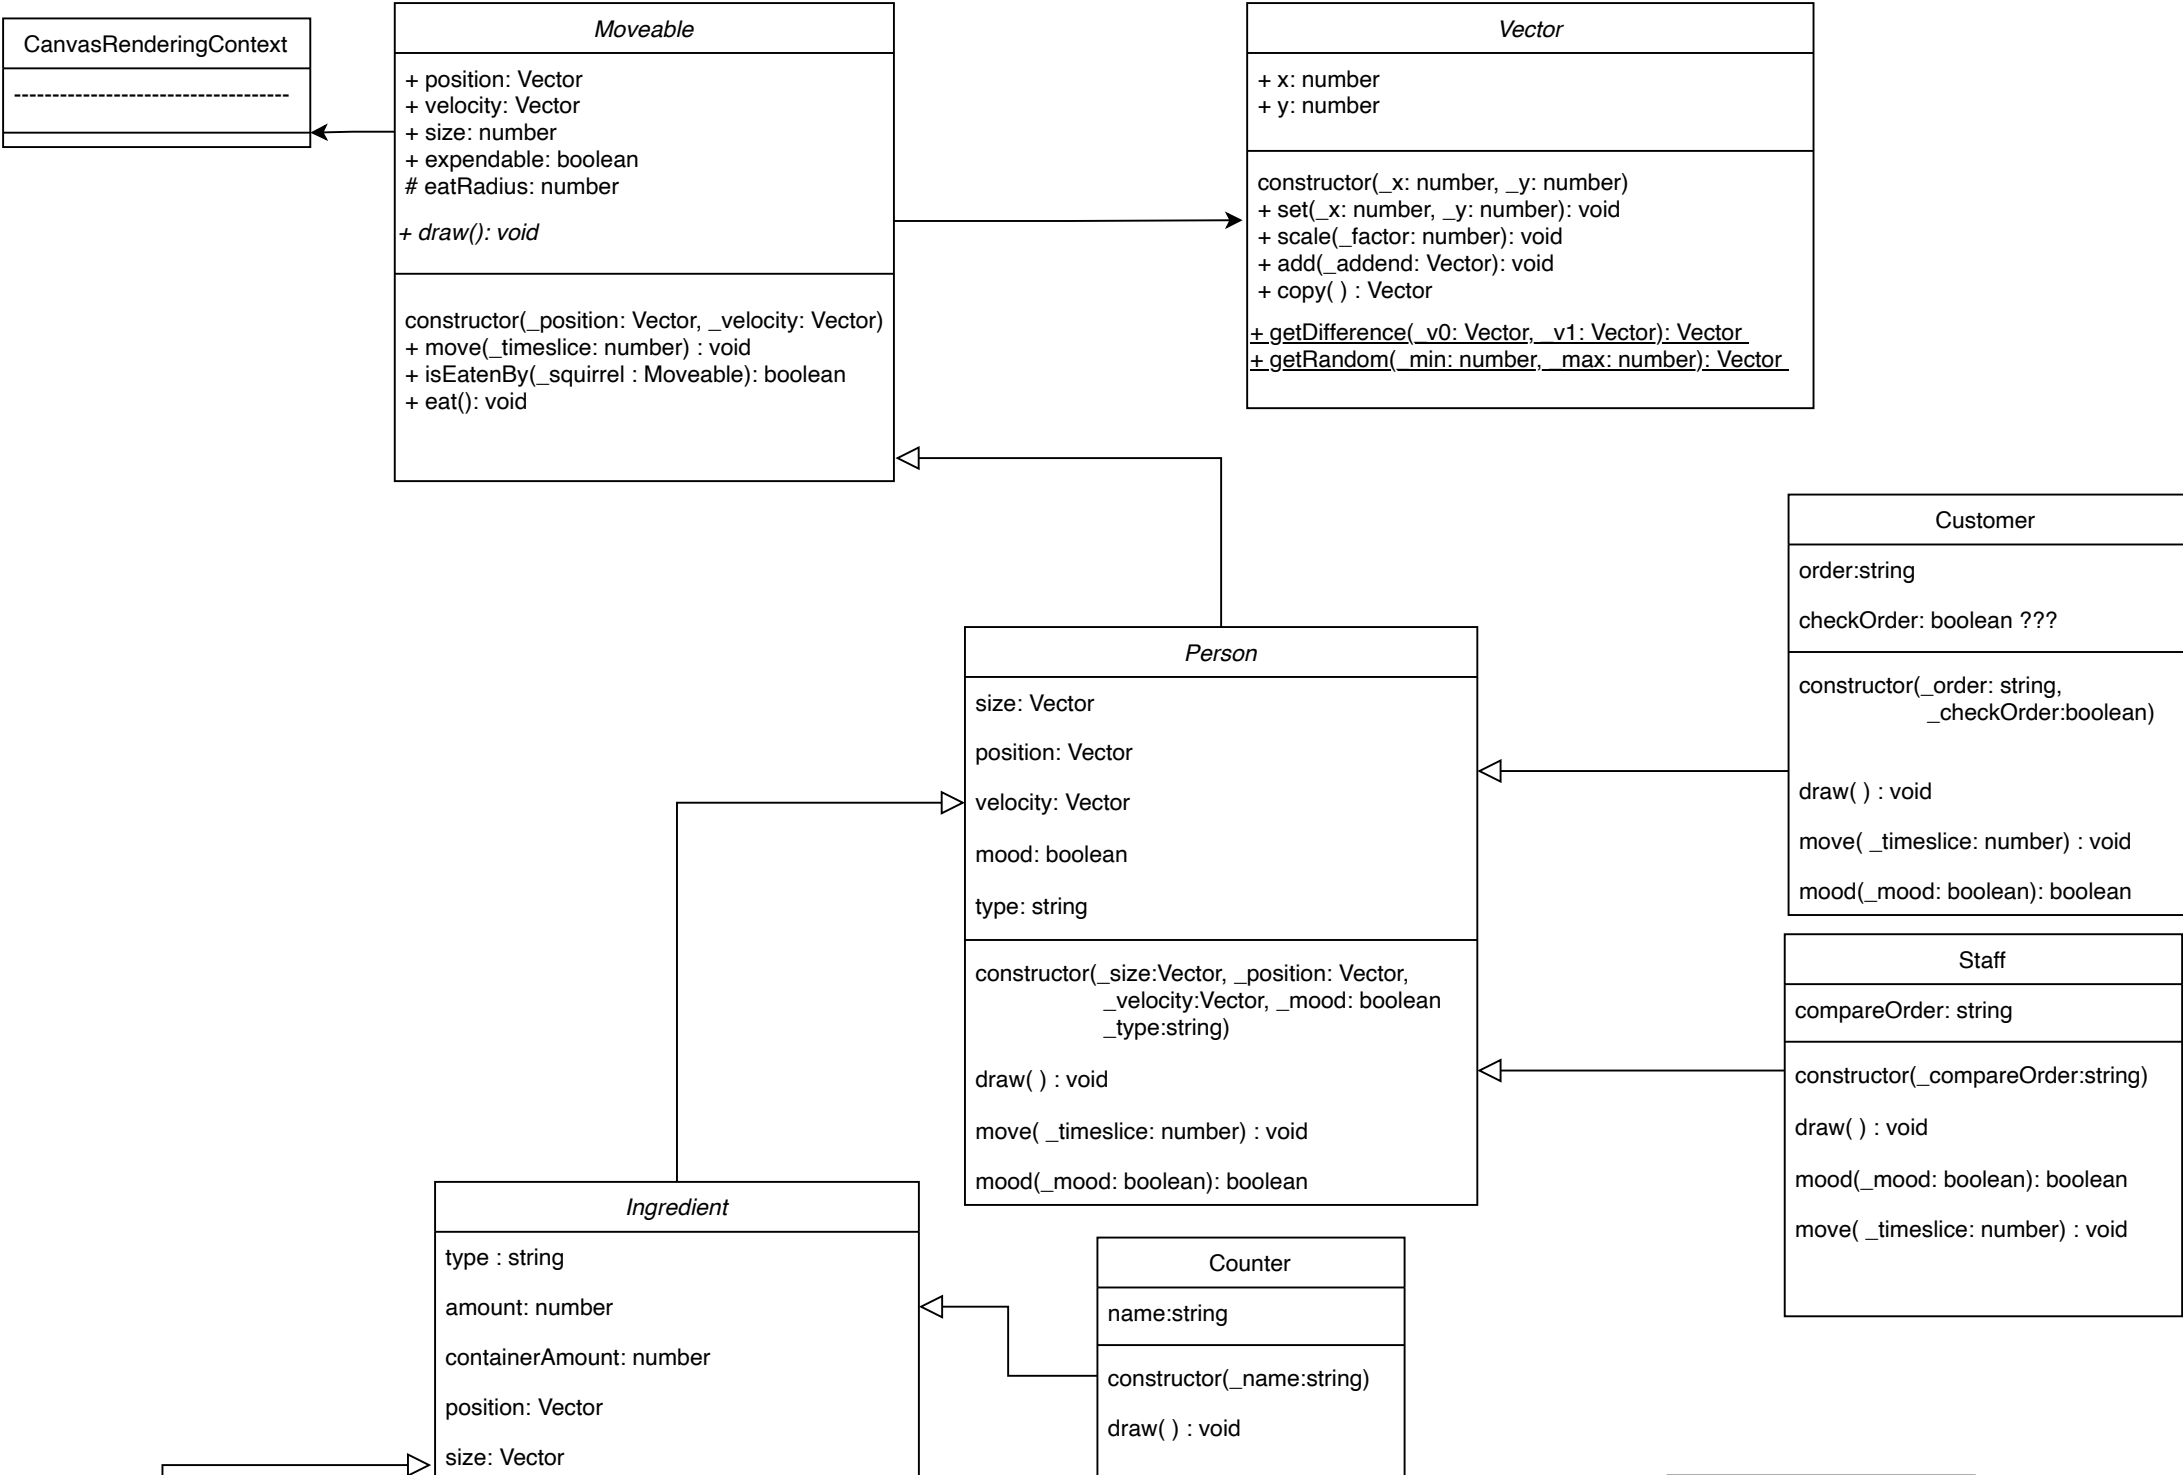 CanvasRenderingContext
------------------------------------
Moveable
+ position: Vector
+ velocity: Vector
+ size: number
+ expendable: boolean
# eatRadius: number
+ draw(): void
constructor(_position: Vector, _velocity: Vector)
+ move(_timeslice: number) : void
+ isEatenBy(_squirrel : Moveable): boolean
+ eat(): void
Vector
+ x: number
+ y: number
constructor(_x: number, _y: number)
+ set(_x: number, _y: number): void
+ scale(_factor: number): void
+ add(_addend: Vector): void
+ copy( ) : Vector
+ getDifference(_v0: Vector, _v1: Vector): Vector
+ getRandom(_min: number, _max: number): Vector
Customer
order:string
checkOrder: boolean ???
constructor(_order: string,
_checkOrder:boolean)
draw( ) : void
move( _timeslice: number) : void
mood(_mood: boolean): boolean
Person
size: Vector
position: Vector
velocity: Vector
mood: boolean
type: string
constructor(_size:Vector, _position: Vector,
_velocity:Vector, _mood: boolean
_type:string)
draw( ) : void
move( _timeslice: number) : void
mood(_mood: boolean): boolean
Staff
compareOrder: string
constructor(_compareOrder:string)
draw( ) : void
mood(_mood: boolean): boolean
move( _timeslice: number) : void
Ingredient
type : string
amount: number
containerAmount: number
position: Vector
size: Vector
Counter
name:string
constructor(_name:string)
draw( ) : void